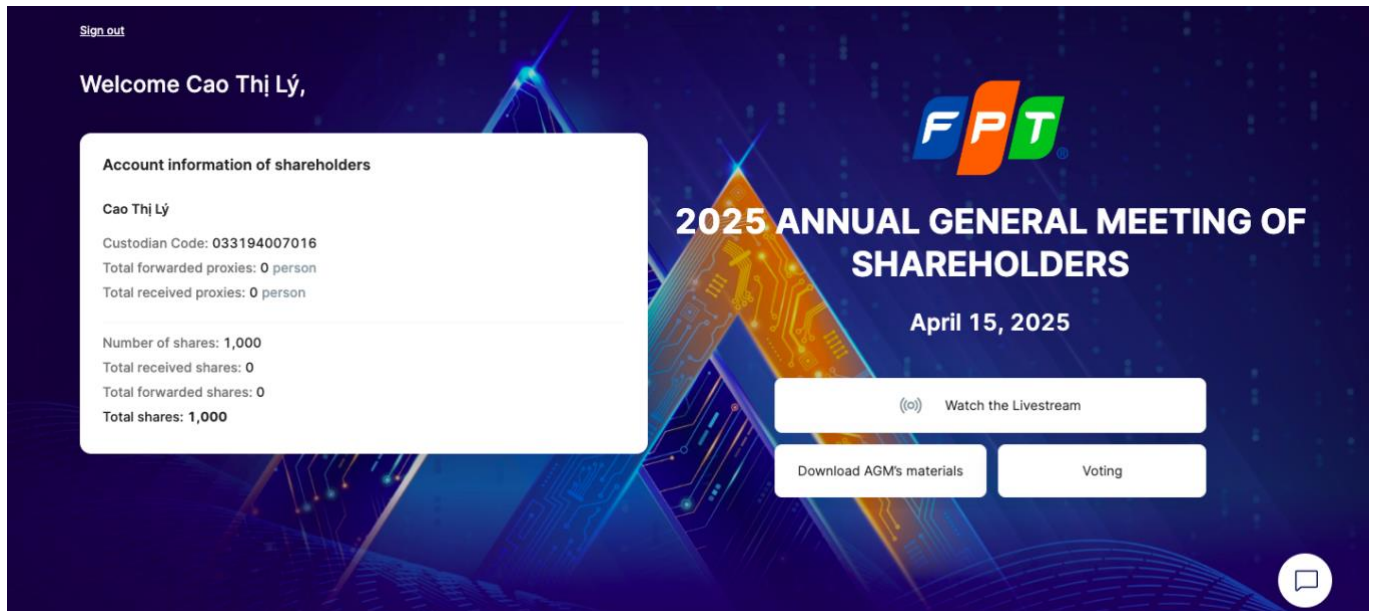 Sign out
Welcome Cao Thị Lý,
Account information of shareholders
Cao Thị Lý
Custodian Code: 033194007016
Total forwarded proxies: 0 person
Total received proxies: 0 person
Number of shares: 1,000
Total received shares: 0
Total forwarded shares: 0
Total shares: 1,000
FPT®
2025 ANNUAL GENERAL MEETING OF
SHAREHOLDERS
April 15, 2025
Watch the Livestream
Download AGM's materials
Voting